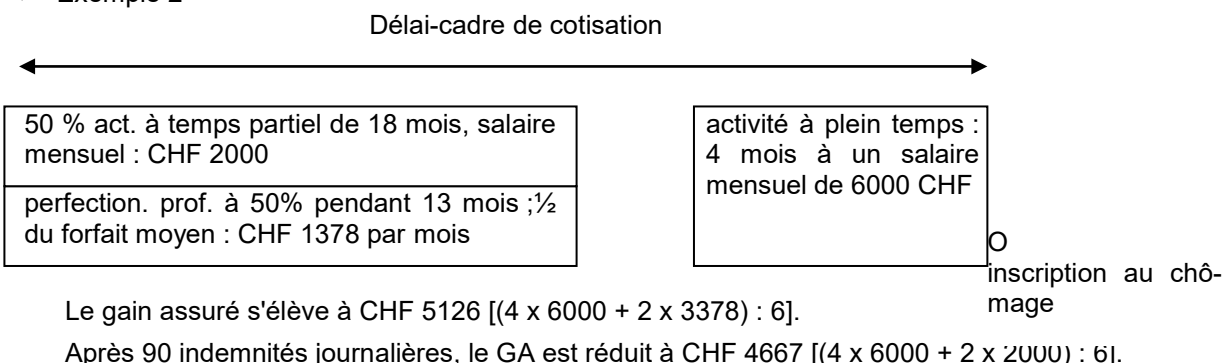 Exemple 2
Délai-cadre de cotisation
50 % act. à temps partiel de 18 mois, salaire
mensuel : CHF 2000
perfection. prof. à 50% pendant 13 mois ;½
du forfait moyen : CHF 1378 par mois
activité à plein temps :
4 mois à un salaire
mensuel de 6000 CHF
O
inscription au chô-
mage
Le gain assuré s'élève à CHF 5126 [(4 x 6000 + 2 x 3378) : 6].
Après 90 indemnités journalières, le GA est réduit à CHF 4667 [(4 x 6000 + 2 x 2000) : 6].